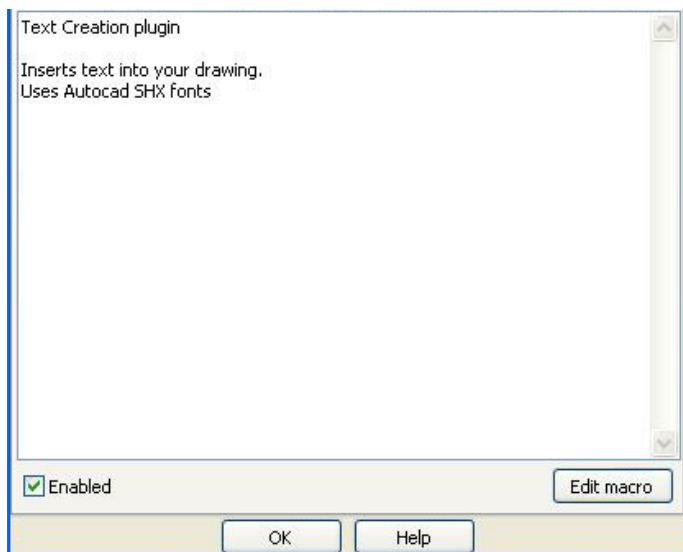 Text Creation plugin
Inserts text into your drawing.
Uses Autocad SHX fonts
Enabled
Edit macro
OK
Help